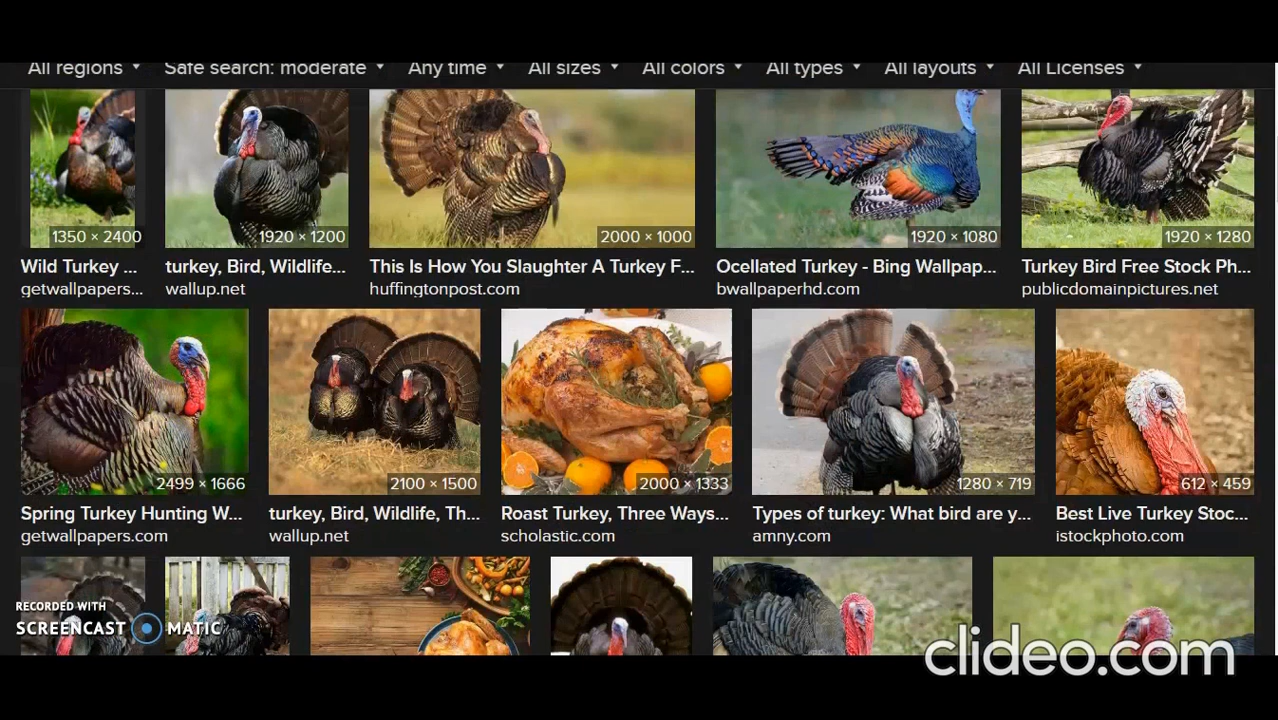 All regions Safe search: moderate Any time All sizes All colors All types All layouts All Licenses
1350 × 2400 1920 × 1200 2000 × 1000 1920 × 1080 1920 × 1280
Wild Turkey ... turkey, Bird, Wildlife... This Is How You Slaughter A Turkey F... Ocellated Turkey - Bing Wallpap... Turkey Bird Free Stock Ph...
getwallpapers... wallup.net huffingtonpost.com bwallpaperhd.com publicdomainpictures.net
2499 × 1666 2100 × 1500 2000 × 1333 1280 × 719 612 × 459
Spring Turkey Hunting W... turkey, Bird, Wildlife, Th... Roast Turkey, Three Ways... Types of turkey: What bird are y... Best Live Turkey Stoc...
getwallpapers.com wallup.net scholastic.com amny.com istockphoto.com
RECORDED WITH
SCREENCAST MATIC
clideo.com